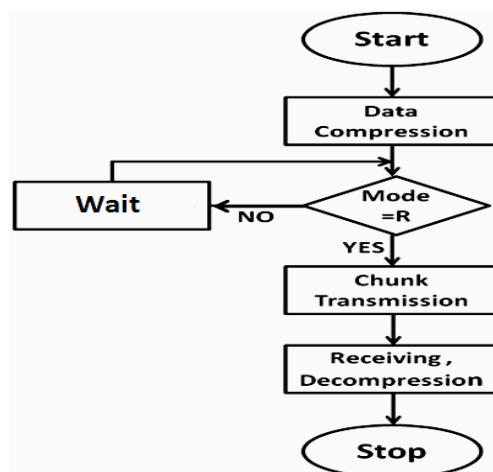 Start
Data
Compression
Mode
=R
Wait
NO
YES
Chunk
Transmission
Receiving ,
Decompression
Stop